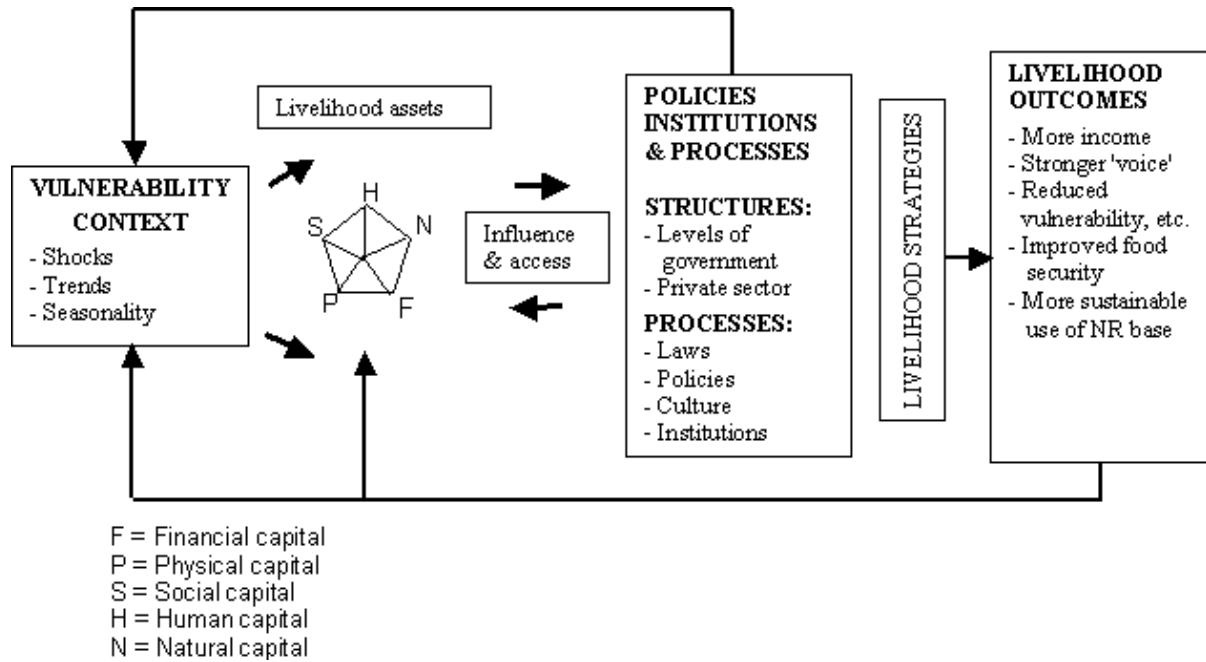 Livelihood assets
VULNERABILITY
CONTEXT
- Shocks
- Trends
- Seasonality
H
S
N
P
F
Influence
& access
POLICIES
INSTITUTIONS
& PROCESSES
STRUCTURES:
- Levels of
government
- Private sector
PROCESSES:
- Laws
- Policies
- Culture
- Institutions
LIVELIHOOD STRATEGIES
LIVELIHOOD
OUTCOMES
- More income
- Stronger 'voice'
- Reduced
vulnerability, etc.
- Improved food
security
- More sustainable
use of NR base
F = Financial capital
P = Physical capital
S = Social capital
H = Human capital
N = Natural capital